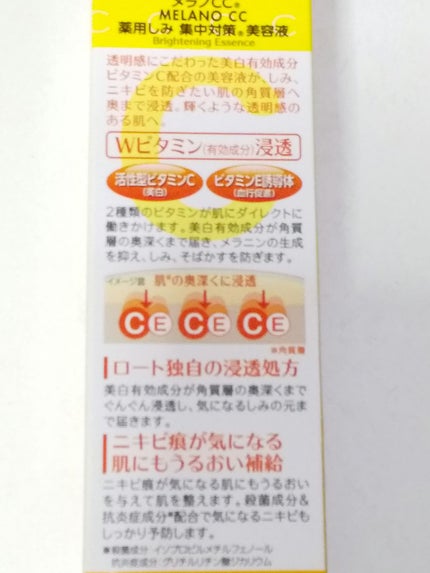 メラノCC®
MELANO CC
薬用しみ 集中対策® 美容液
Brightening Essence
透明感にこだわった美白有効成分
ビタミンC配合の美容液が、しみ、
ニキビを防ぎたい肌の角質層へ
奥まで浸透。輝くような透明感の
ある肌へ。
Wビタミン(有効成分)浸透
活性型ビタミンC
(美白)
ビタミンE誘導体
(血行促進)
2種類のビタミンが肌にダイレクトに
働きかけます。美白有効成分が角質
層の奥深くまで届き、メラニンの生成
を抑え、しみ、そばかすを防ぎます。
イメージ図 肌※の奥深くに浸透
C E C E C E
※角質層
ロート独自の浸透処方
美白有効成分が角質層の奥深くまで
ぐんぐん浸透し、気になるしみの元ま
で届きます。
ニキビ痕が気になる
肌にもうるおい補給
ニキビ痕が気になる肌にもうるおい
を与えて肌を整えます。殺菌成分&
抗炎症成分*配合で気になるニキビも
しっかり予防します。
*殺菌成分 イソプロピルメチルフェノール
抗炎症成分 グリチルリチン酸ジカリウム